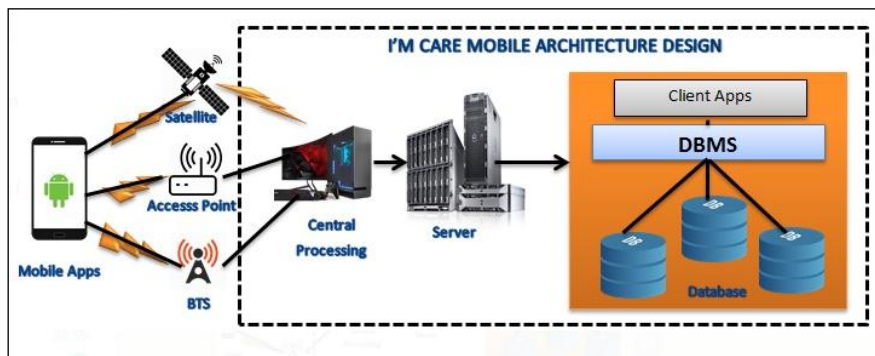 I'M CARE MOBILE ARCHITECTURE DESIGN
Satellite
Accesss Point
BTS
Mobile Apps
Central
Processing
Server
Client Apps
DBMS
Database